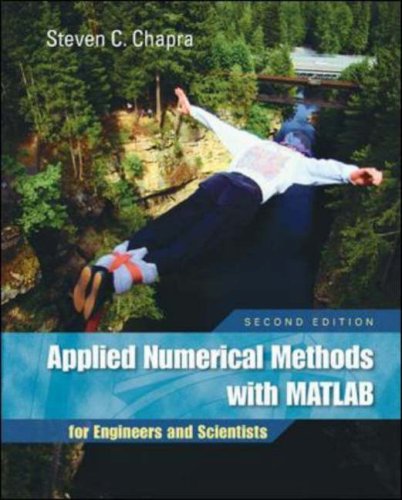 Steven C. Chapra
SECOND EDITION
Applied Numerical Methods
with MATLAB
for Engineers and Scientists